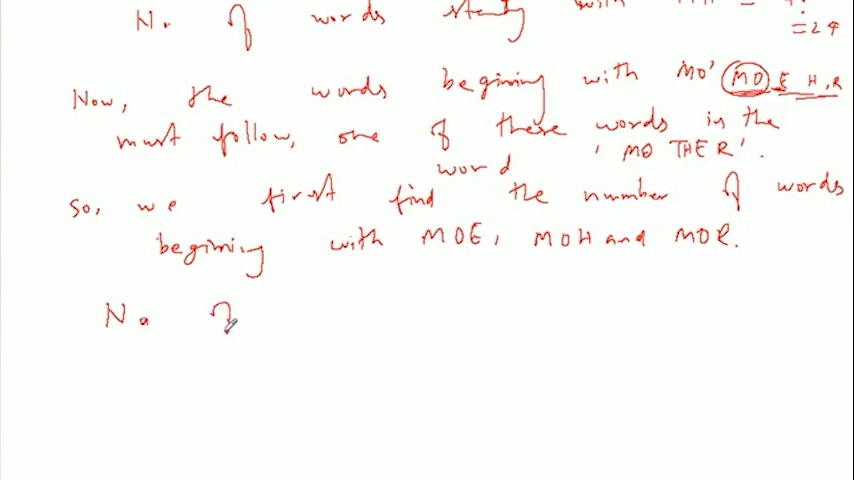 No. of words starting with = 4!
= 24
Now, the words begining with MO' MO E H, R
must follow, one of these words in the
word 'MOTHER'.
So, we first find the number of words
begining with MOE, MOH and MOR.
No. of